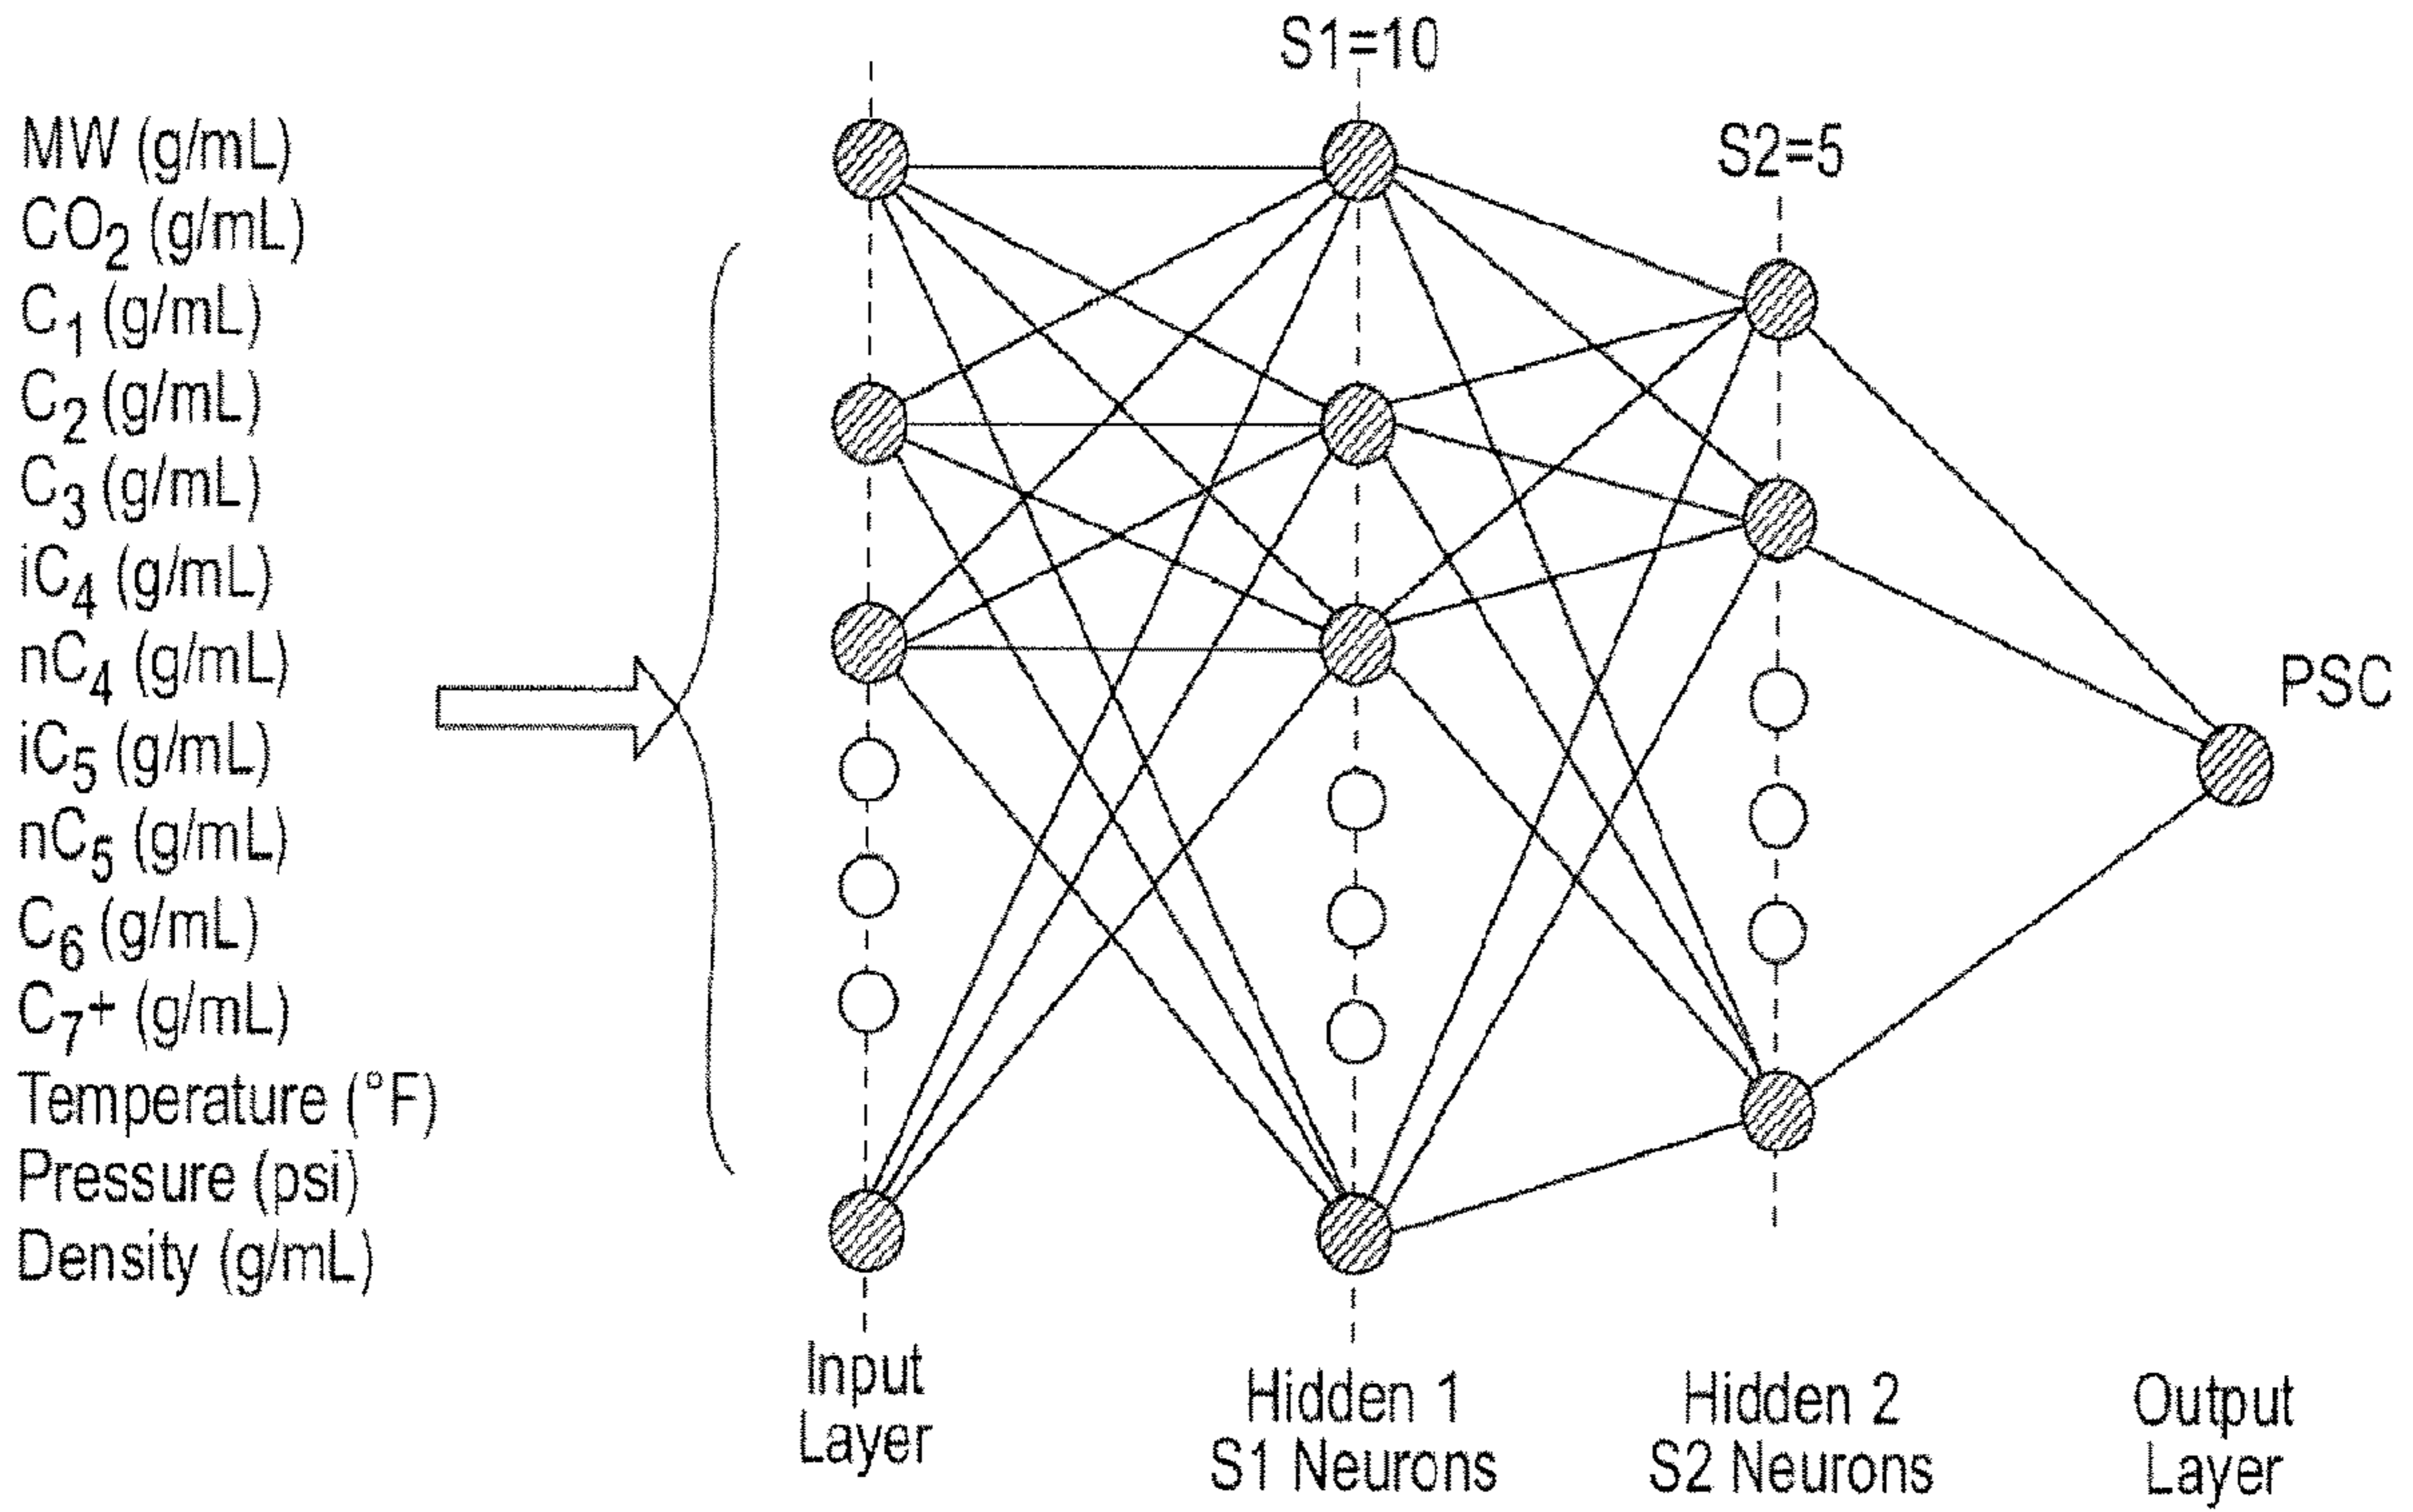 S1=10
S2=5
MW (g/mL)
CO2 (g/mL)
C1 (g/mL)
C2 (g/mL)
C3 (g/mL)
iC4 (g/mL)
nC4 (g/mL)
iC5 (g/mL)
nC5 (g/mL)
C6 (g/mL)
C7+ (g/mL)
Temperature (°F)
Pressure (psi)
Density (g/mL)
PSC
Input
Layer
Hidden 1
S1 Neurons
Hidden 2
S2 Neurons
Output
Layer